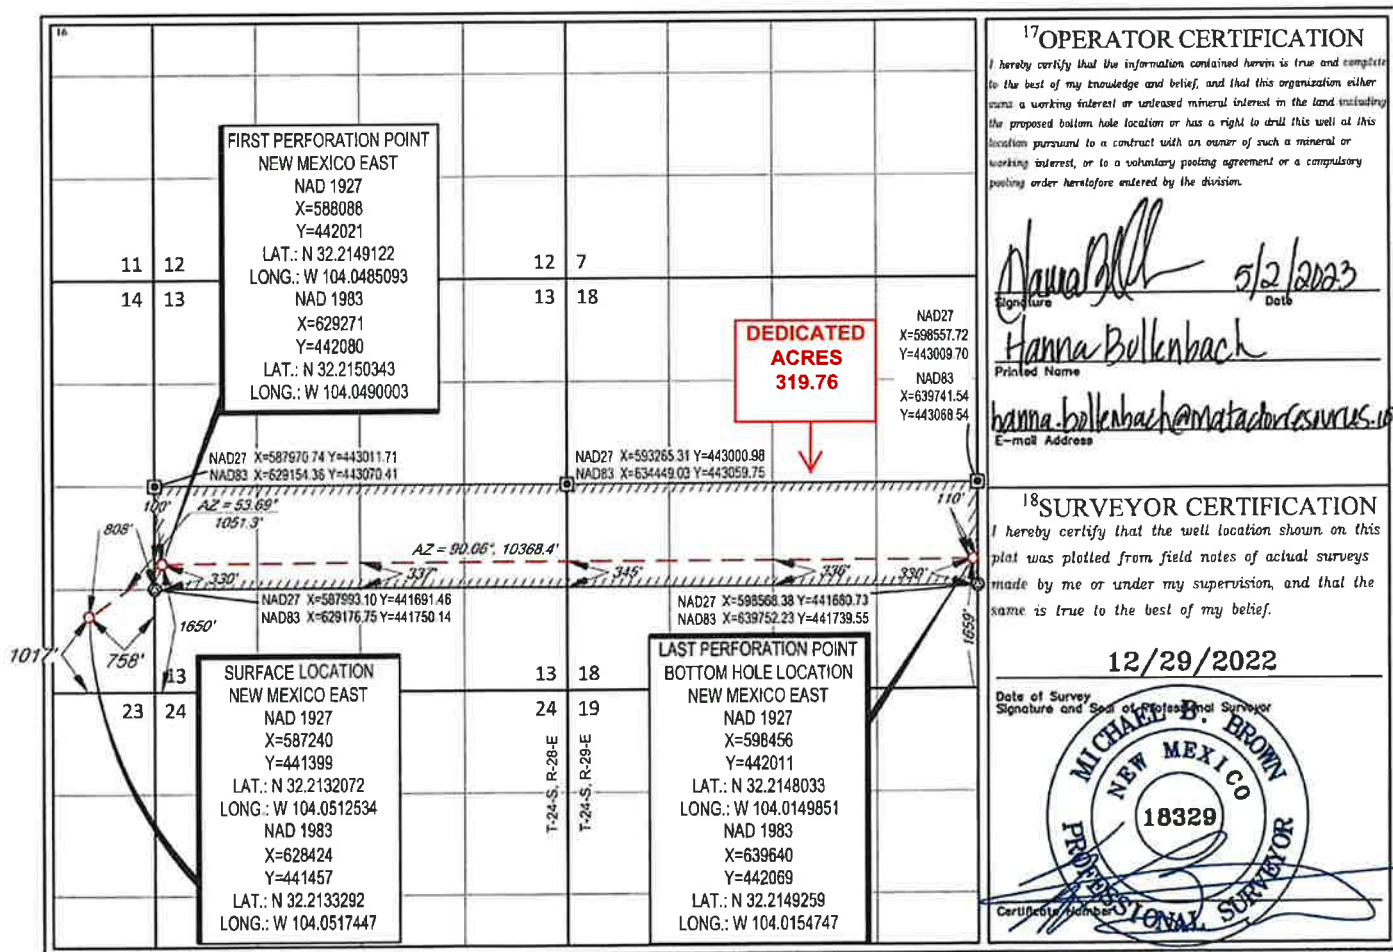 16
FIRST PERFORATION POINT
NEW MEXICO EAST
NAD 1927
X=588088
Y=442021
LAT.: N 32.2149122
LONG.: W 104.0485093
NAD 1983
X=629271
Y=442080
LAT.: N 32.2150343
LONG.: W 104.0490003
11 12
14 13
12 7
13 18
DEDICATED
ACRES
319.76
NAD27
X=598557.72
Y=443009.70
NAD83
X=639741.54
Y=443068.54
NAD27 X=587970.74 Y=443011.71
NAD83 X=629154.36 Y=443070.41
NAD27 X=593265.31 Y=443000.98
NAD83 X=634449.03 Y=443059.75
100'
AZ = 53.69°
1051.3'
808'
110'
AZ = 90.06°, 10368.4'
330'
337'
345'
336'
330'
NAD27 X=587993.10 Y=441691.46
NAD83 X=629176.75 Y=441750.14
NAD27 X=598568.38 Y=441680.73
NAD83 X=639752.23 Y=441739.55
1017'
758'
1650'
1659'
13
23 24
13 18
24 19
T-24-S, R-28-E
T-24-S, R-29-E
SURFACE LOCATION
NEW MEXICO EAST
NAD 1927
X=587240
Y=441399
LAT.: N 32.2132072
LONG.: W 104.0512534
NAD 1983
X=628424
Y=441457
LAT.: N 32.2133292
LONG.: W 104.0517447
LAST PERFORATION POINT
BOTTOM HOLE LOCATION
NEW MEXICO EAST
NAD 1927
X=598456
Y=442011
LAT.: N 32.2148033
LONG.: W 104.0149851
NAD 1983
X=639640
Y=442069
LAT.: N 32.2149259
LONG.: W 104.0154747
17OPERATOR CERTIFICATION
I hereby certify that the information contained herein is true and complete
to the best of my knowledge and belief, and that this organization either
owns a working interest or unleased mineral interest in the land including
the proposed bottom hole location or has a right to drill this well at this
location pursuant to a contract with an owner of such a mineral or
working interest, or to a voluntary pooling agreement or a compulsory
pooling order heretofore entered by the division.
5/2/2023
Signature Date
Hanna Bollenbach
Printed Name
E-mail Address
18SURVEYOR CERTIFICATION
I hereby certify that the well location shown on this
plat was plotted from field notes of actual surveys
made by me or under my supervision, and that the
same is true to the best of my belief.
12/29/2022
Date of Survey
Signature and Seal of Professional Surveyor
MICHAEL B. BROWN
NEW MEXICO
18329
PROFESSIONAL SURVEYOR
Certificate Number